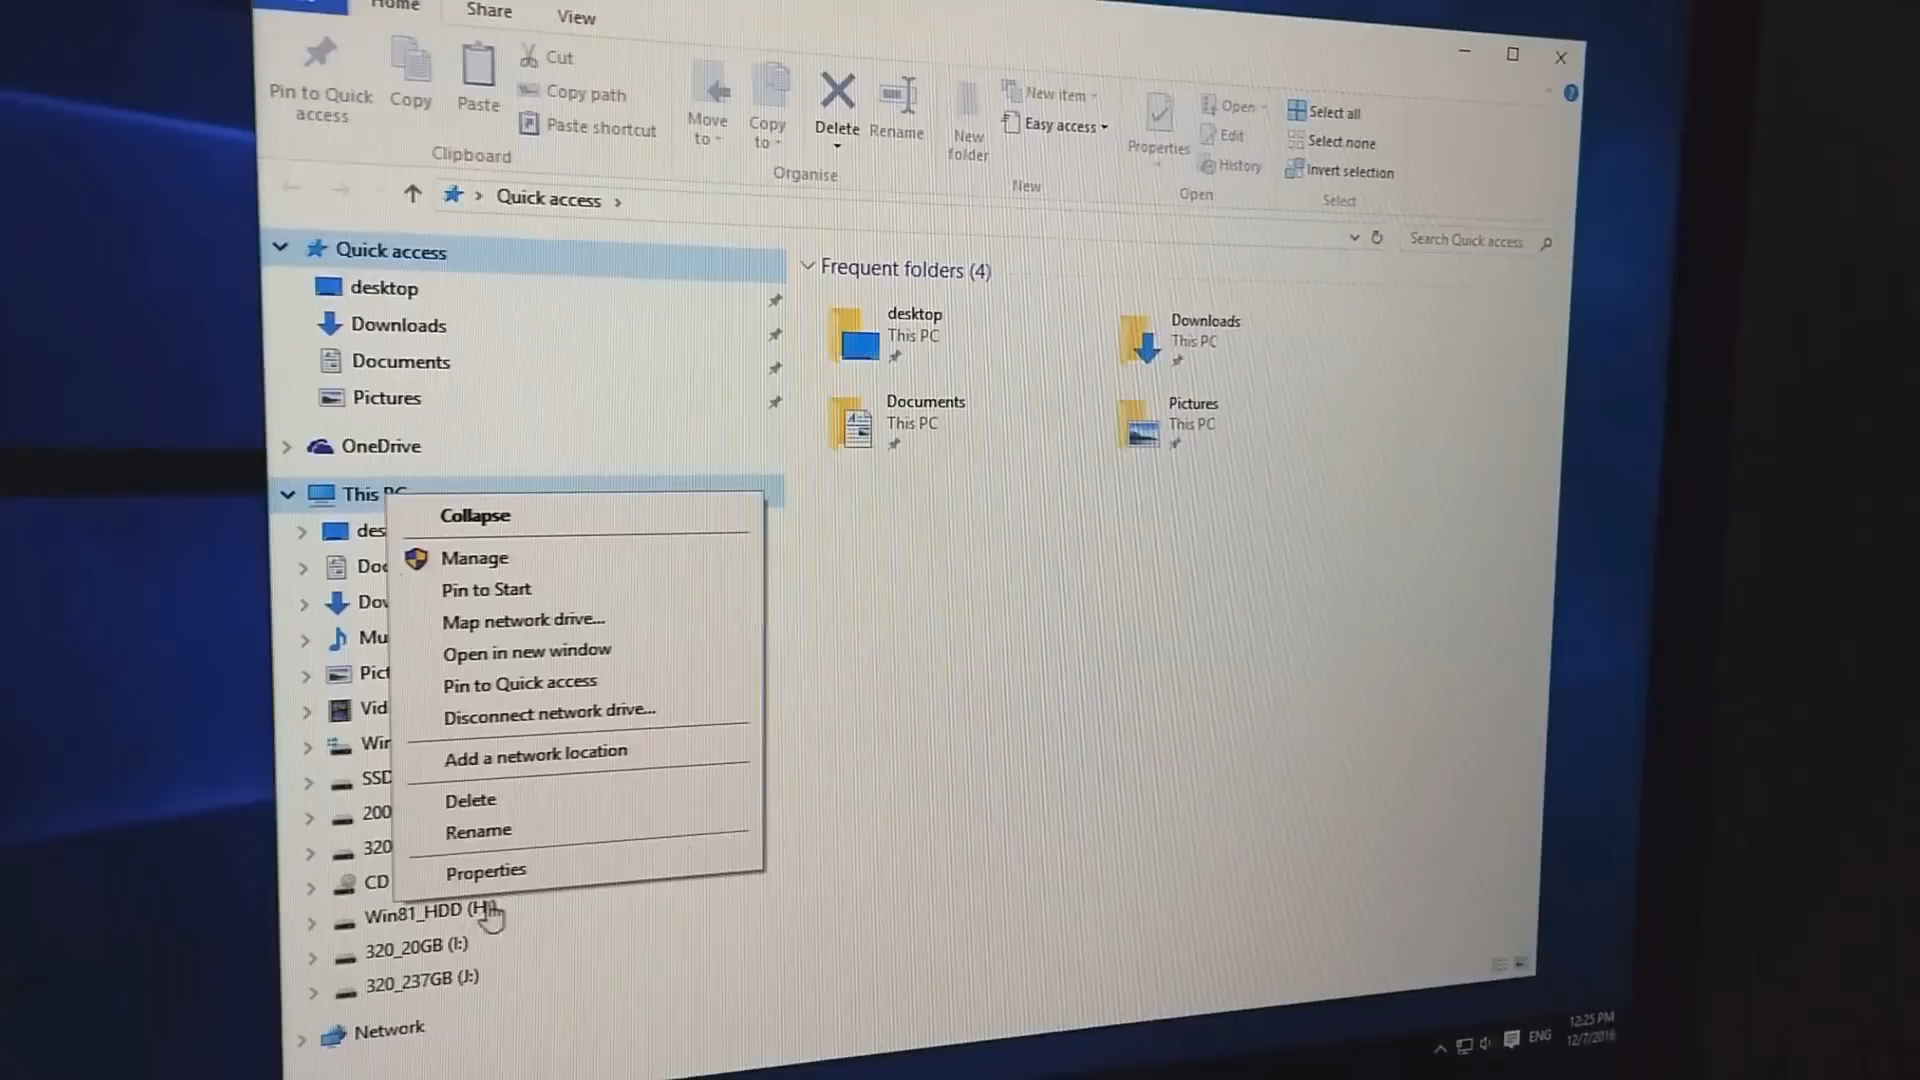 Home
Share
View
Pin to Quick
access
Copy
Paste
Cut
Copy path
Paste shortcut
Clipboard
Move
to
Copy
to
Delete
Rename
Organise
New
folder
New item
Easy access
New
Properties
Open
Edit
History
Open
Select all
Select none
Invert selection
Select
Quick access
Search Quick access
Quick access
desktop
Downloads
Documents
Pictures
OneDrive
This PC
des
Doc
Dov
Mu
Pict
Vid
Wir
SSD
200
320
CD
Win81_HDD (H:)
320_20GB (I:)
320_237GB (J:)
Network
Collapse
Manage
Pin to Start
Map network drive...
Open in new window
Pin to Quick access
Disconnect network drive...
Add a network location
Delete
Rename
Properties
Frequent folders (4)
desktop
This PC
Downloads
This PC
Documents
This PC
Pictures
This PC
ENG
12:25 PM
12/7/2016